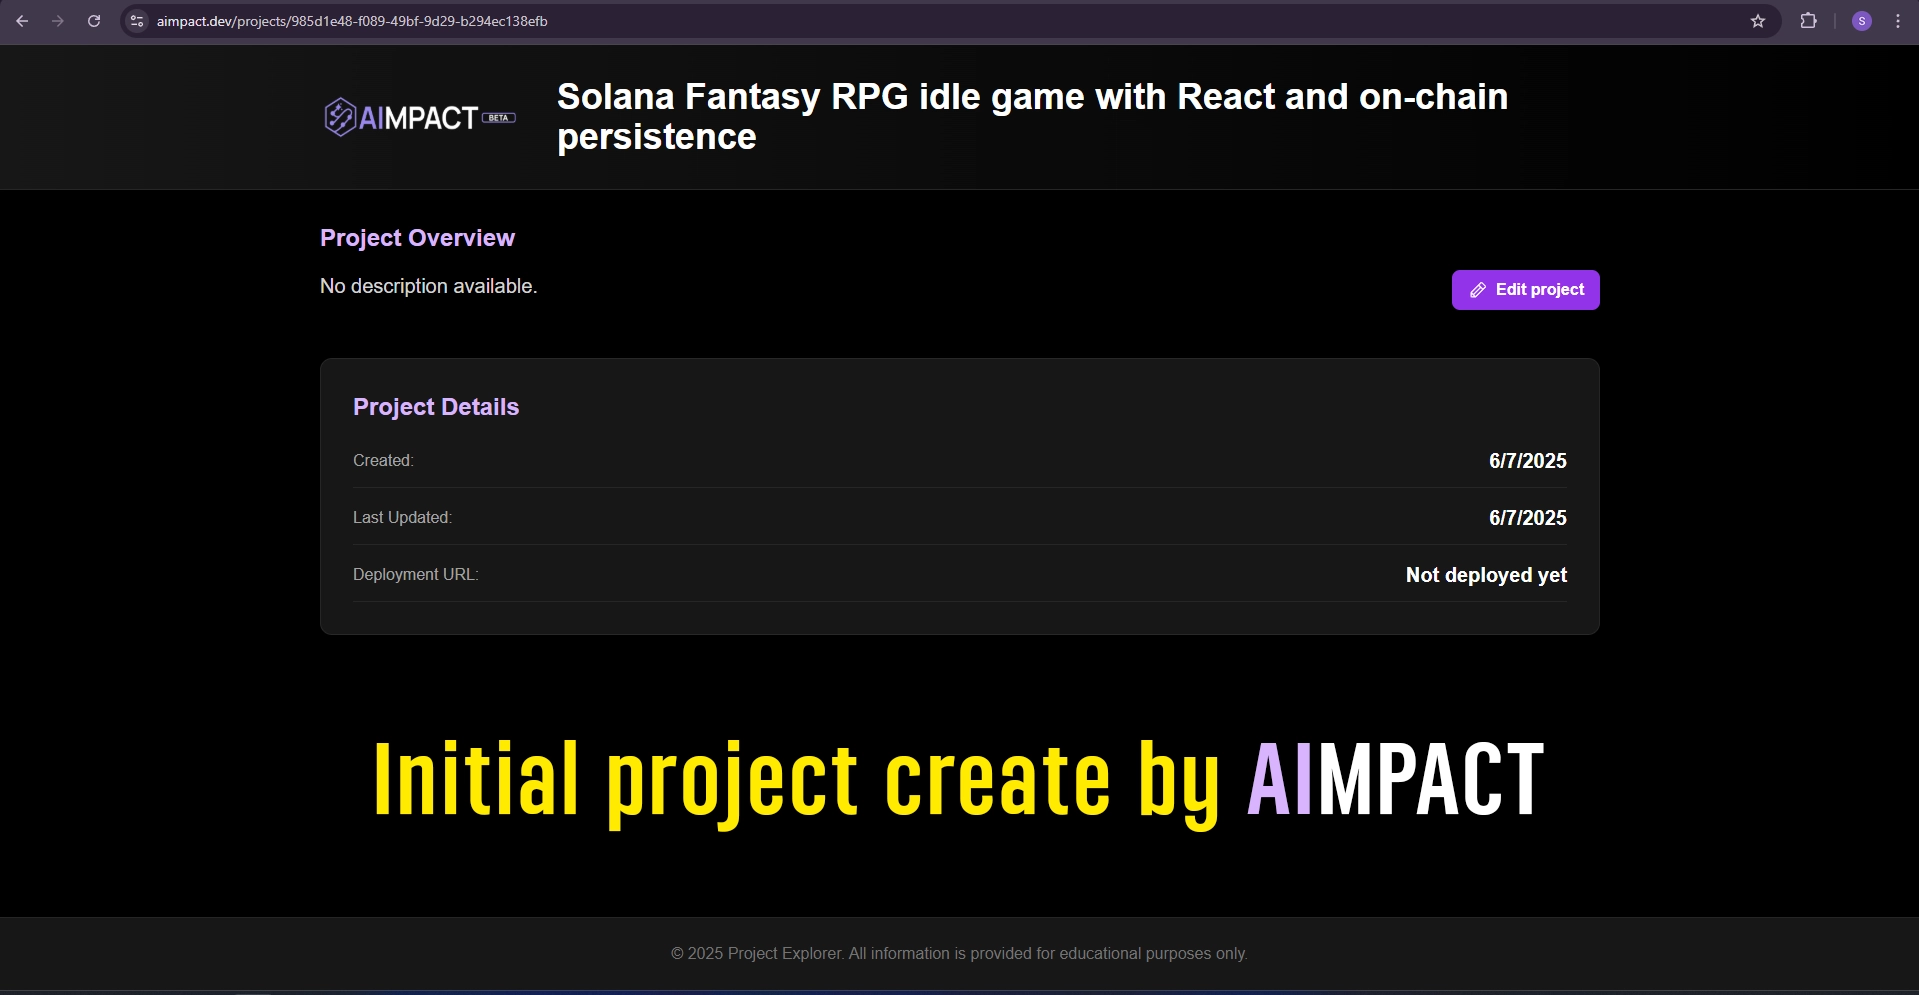 aimpact.dev/projects/985d1e48-f089-49bf-9d29-b294ec138efb
S
AIMPACT BETA
Solana Fantasy RPG idle game with React and on-chain
persistence
Project Overview
No description available.
Edit project
Project Details
Created:
6/7/2025
Last Updated:
6/7/2025
Deployment URL:
Not deployed yet
Initial project create by AIMPACT
© 2025 Project Explorer. All information is provided for educational purposes only.